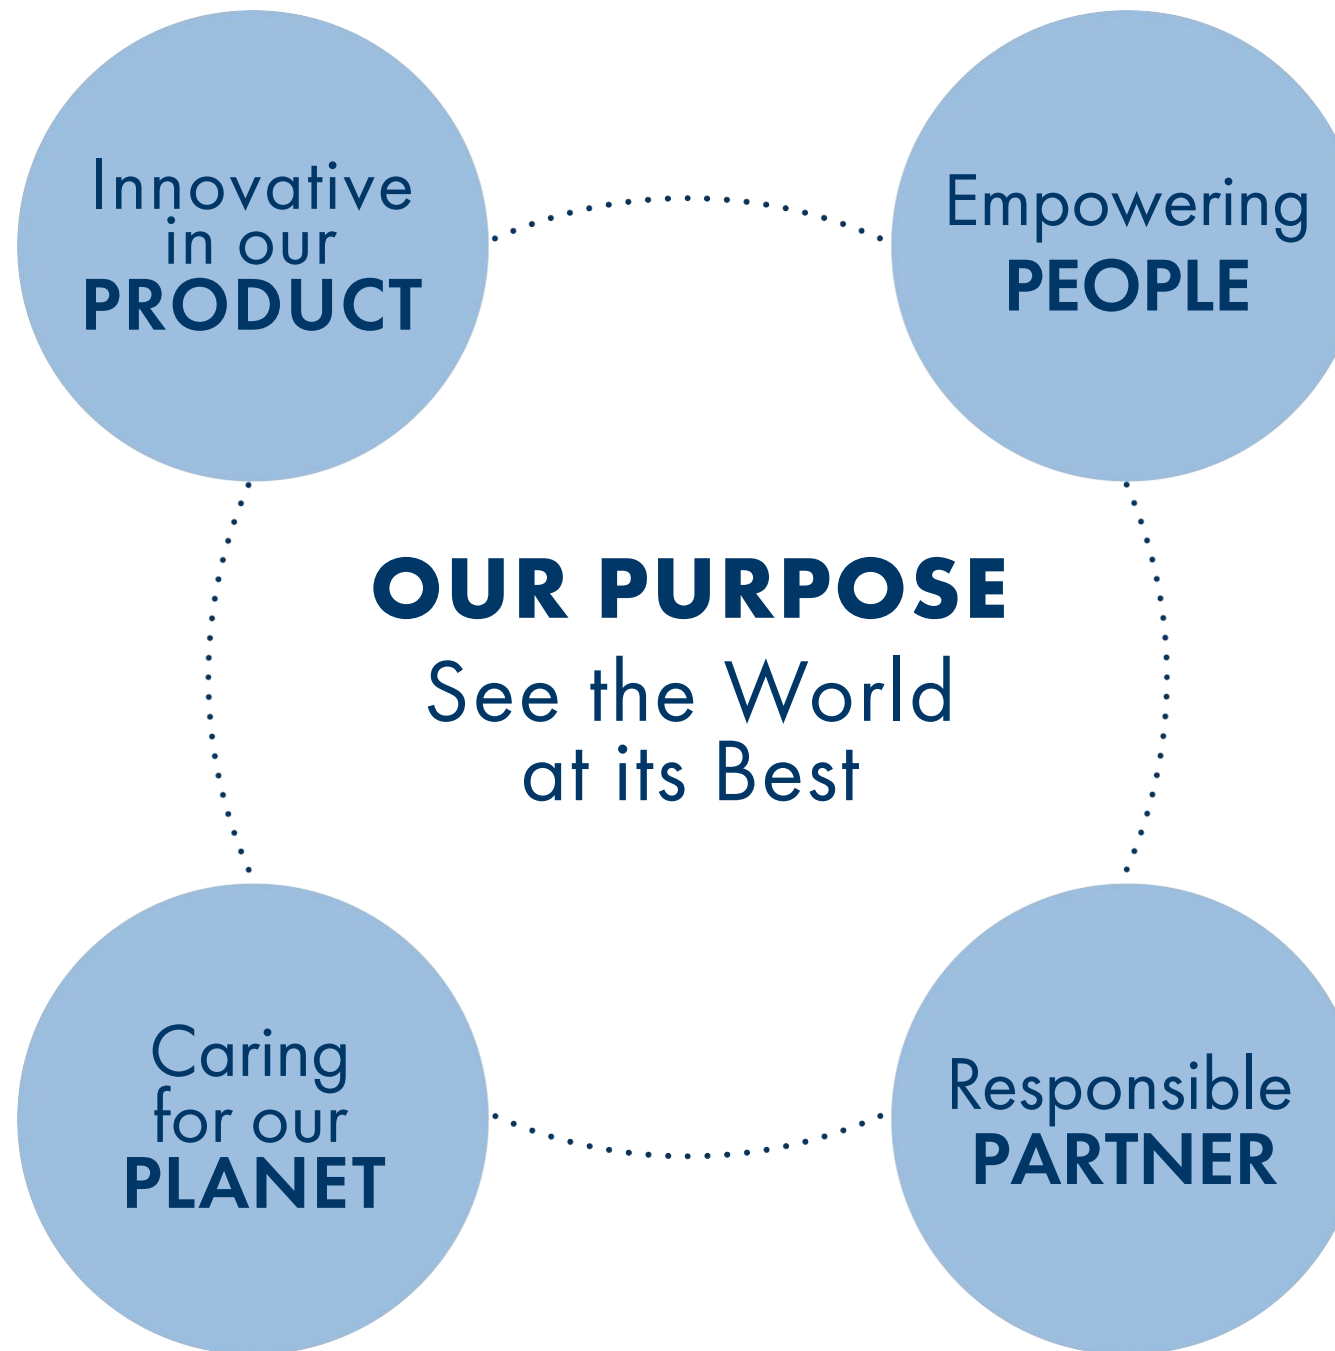 Innovative
in our
PRODUCT
Empowering
PEOPLE
OUR PURPOSE
See the World
at its Best
Caring
for our
PLANET
Responsible
PARTNER